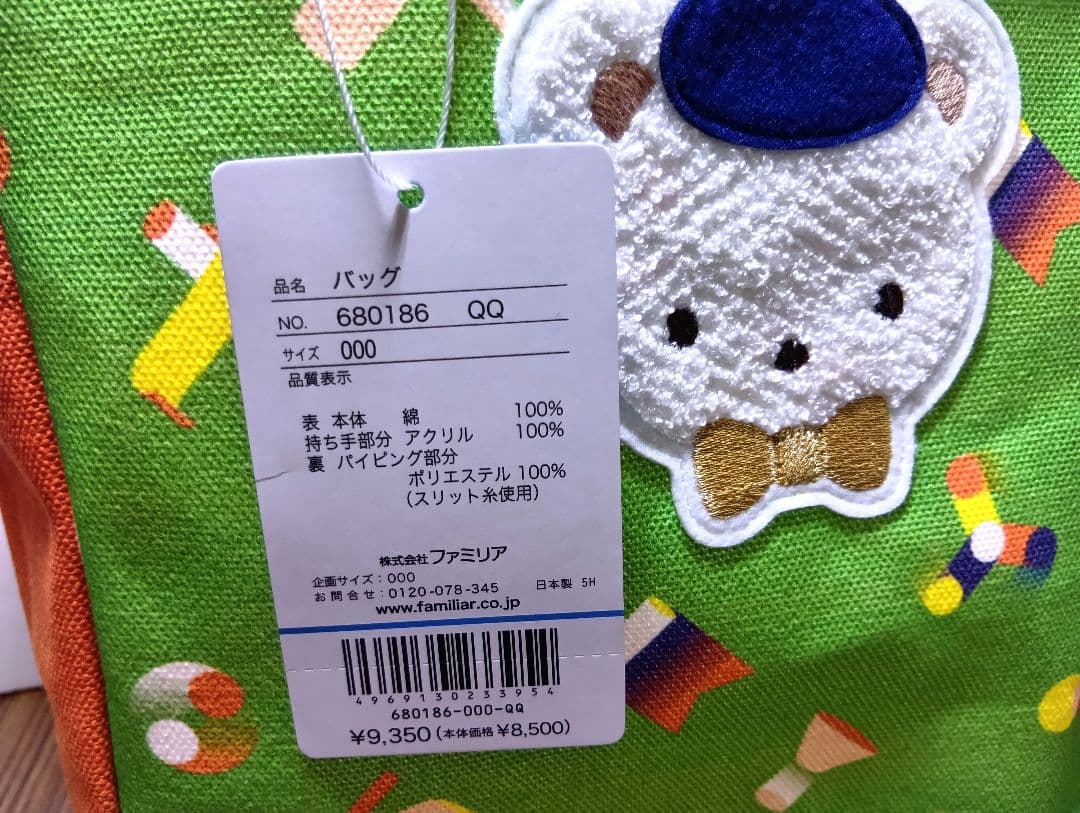 品名 バッグ
NO. 680186 QQ
サイズ 000
品質表示
表 本体 綿 100%
持ち手部分 アクリル 100%
裏 パイピング部分
ポリエステル 100%
(スリット糸使用)
株式会社 ファミリア
企画サイズ：000
お問合せ：0120-078-345 日本製 5H
www.familiar.co.jp
4969130233954
680186-000-QQ
¥9,350(本体価格 ¥8,500)